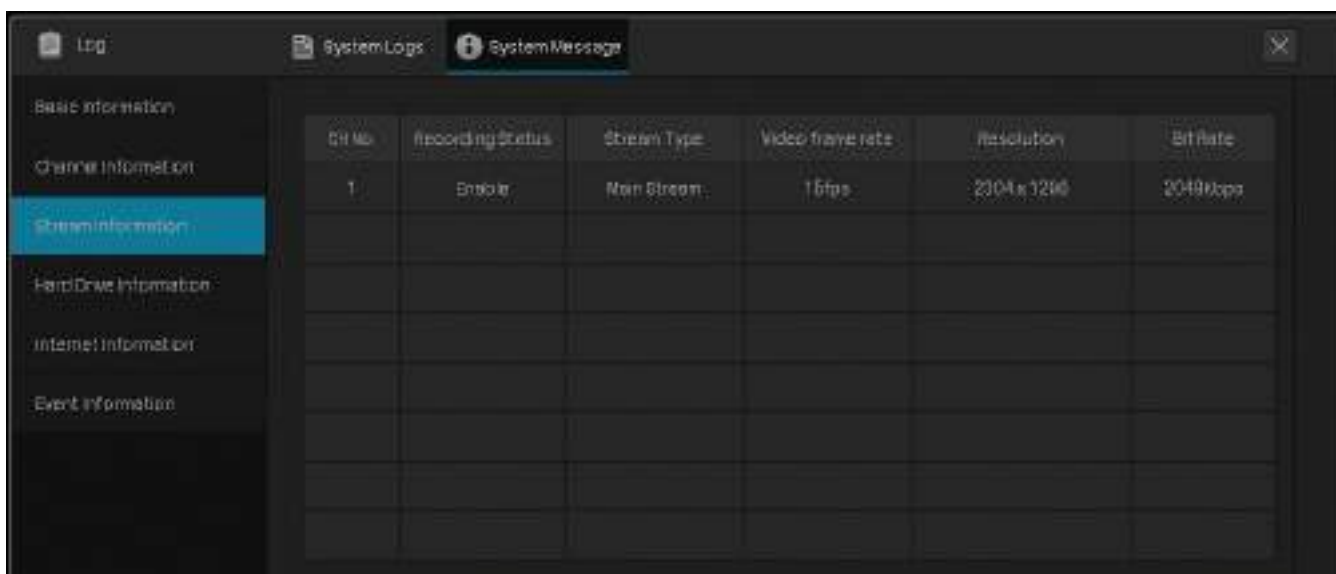 Log
System Logs
System Message
Basic Information
Channel Information
Stream Information
Hard Drive Information
Internet Information
Event Information
CH No Recording Status Stream Type Video frame rate Resolution Bit Rate
1 Enable Main Stream 15fps 2304 x 1296 2048Kbps